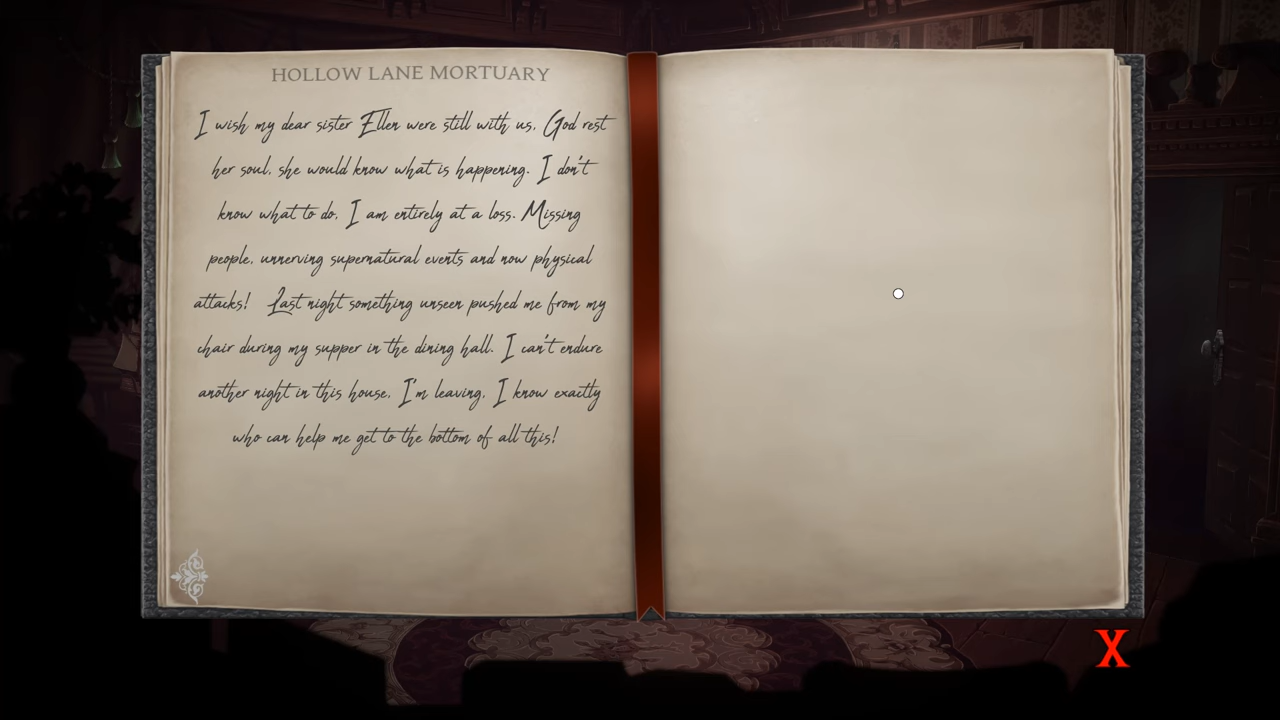 HOLLOW LANE MORTUARY
I wish my dear sister Ellen were still with us, God rest
her soul, she would know what is happening. I don't
know what to do, I am entirely at a loss. Missing
people, unnerving supernatural events and now physical
attacks! Last night something unseen pushed me from my
chair during my supper in the dining hall. I can't endure
another night in this house, I'm leaving, I know exactly
who can help me get to the bottom of all this!
X